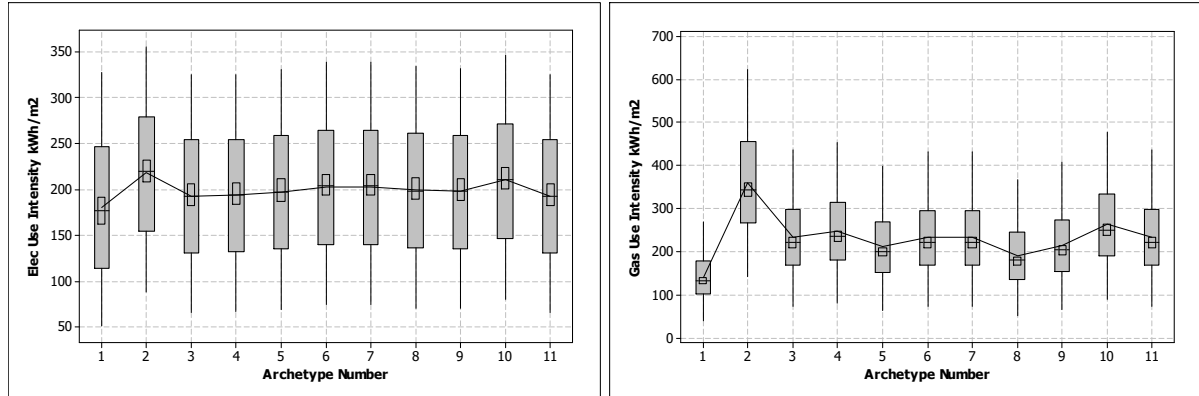 Elec Use Intensity kWh/m2
350
300
250
200
150
100
50
1 2 3 4 5 6 7 8 9 10 11
Archetype Number
Gas Use Intensity kWh/m2
700
600
500
400
300
200
100
0
1 2 3 4 5 6 7 8 9 10 11
Archetype Number